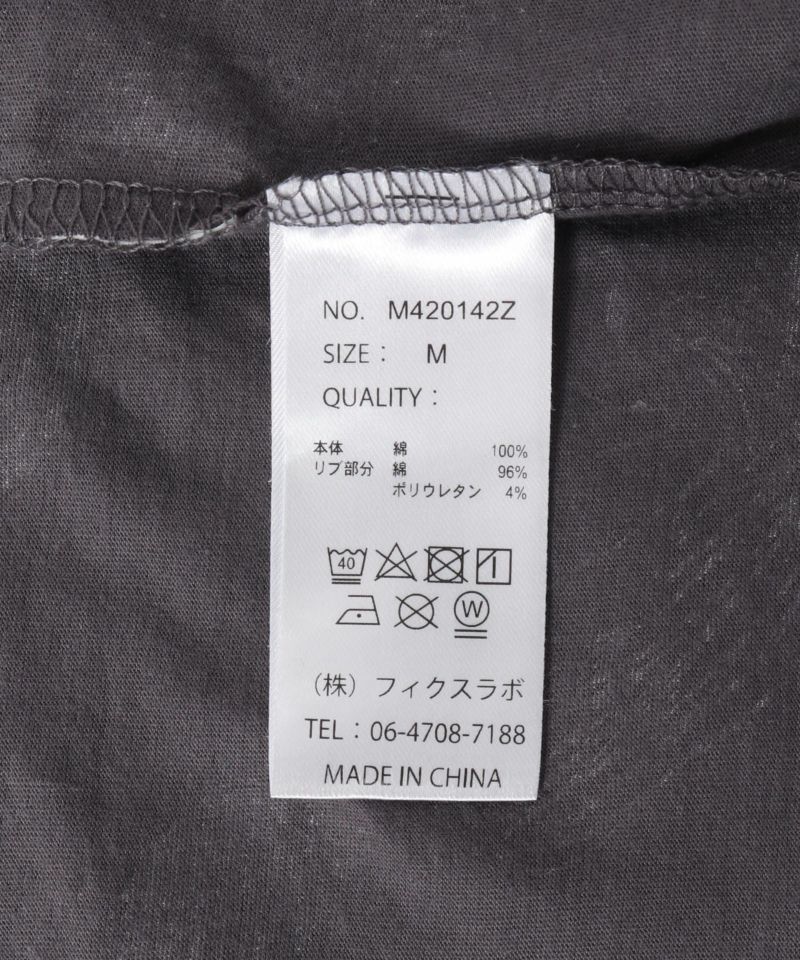 NO. M420142Z
SIZE： M
QUALITY：
本体 綿 100%
リブ部分 綿 96%
ポリウレタン 4%
40
W
（株）フィクスラボ
TEL：06-4708-7188
MADE IN CHINA